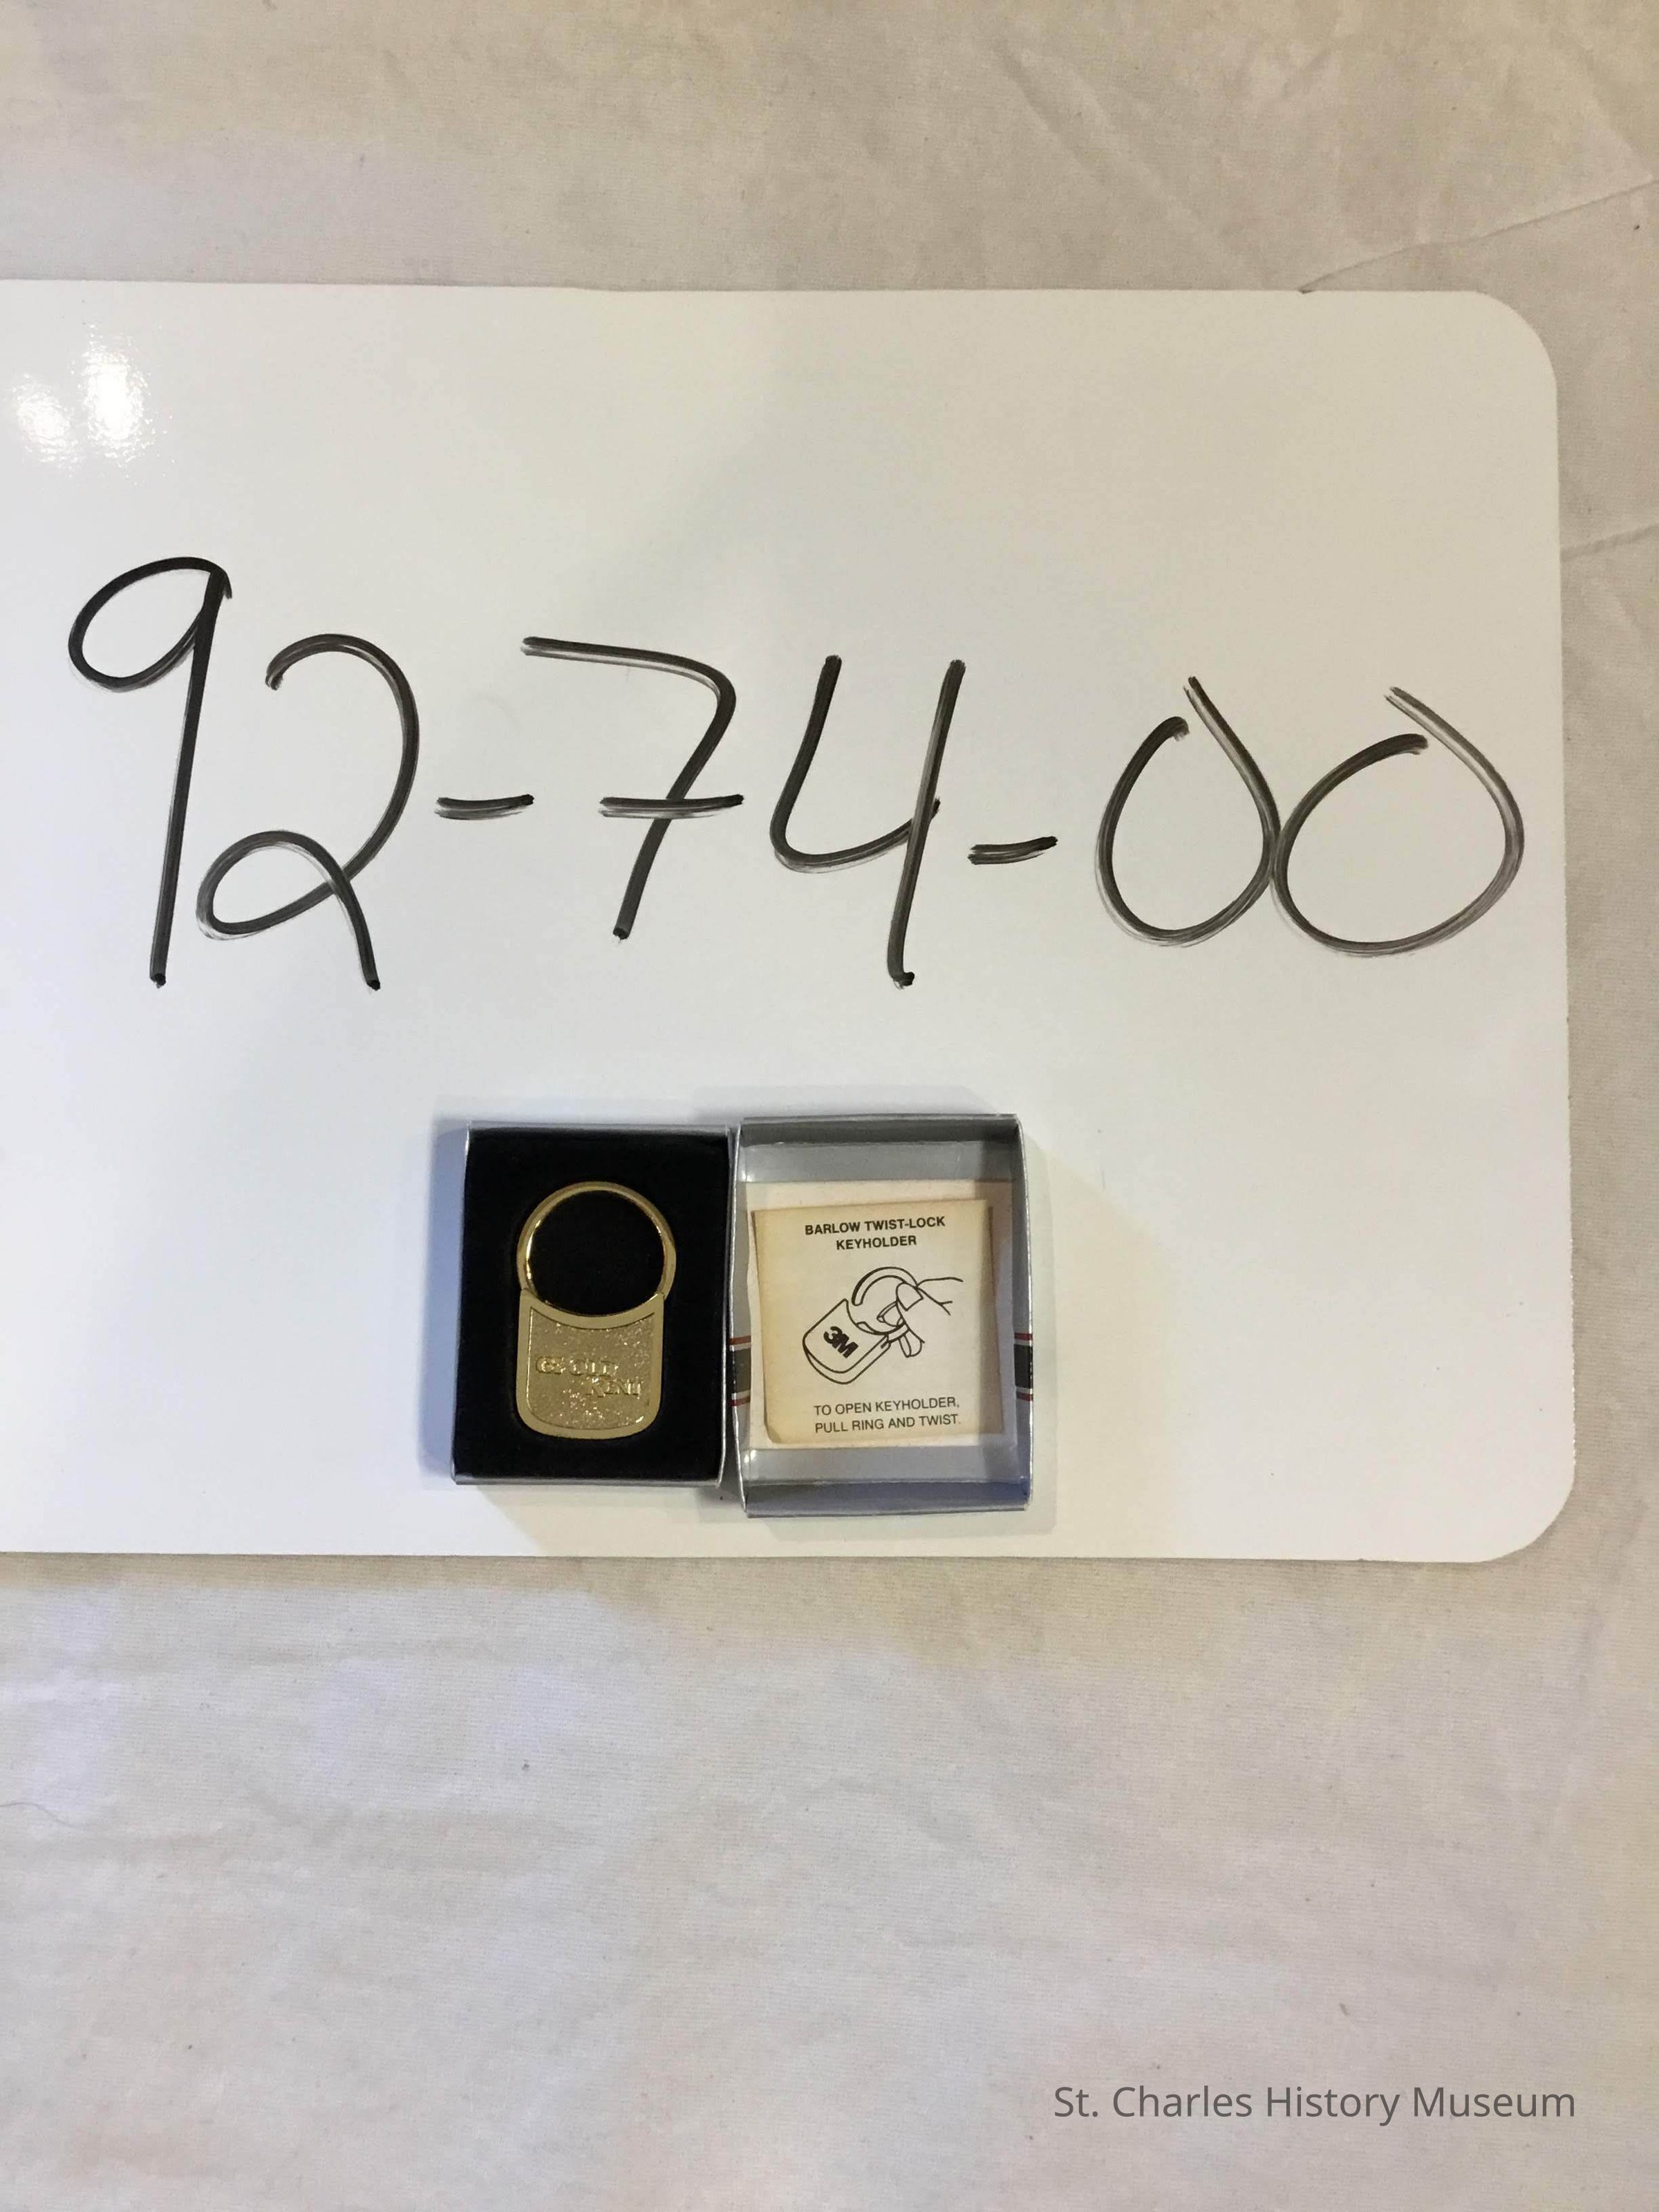 92-74-00
BARLOW TWIST-LOCK
KEYHOLDER
3M
TO OPEN KEYHOLDER,
PULL RING AND TWIST.
St. Charles History Museum